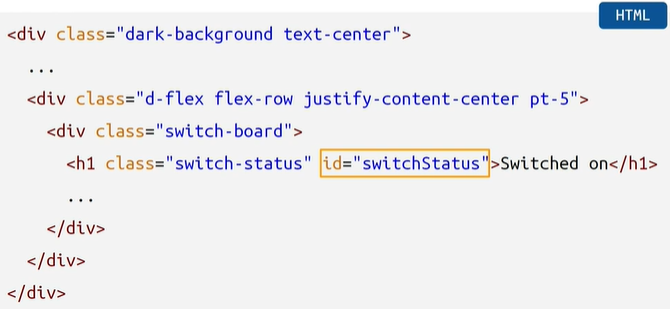 HTML
<div class="dark-background text-center">
  ...
  <div class="d-flex flex-row justify-content-center pt-5">
    <div class="switch-board">
      <h1 class="switch-status" id="switchStatus">Switched on</h1>
      ...
    </div>
  </div>
</div>